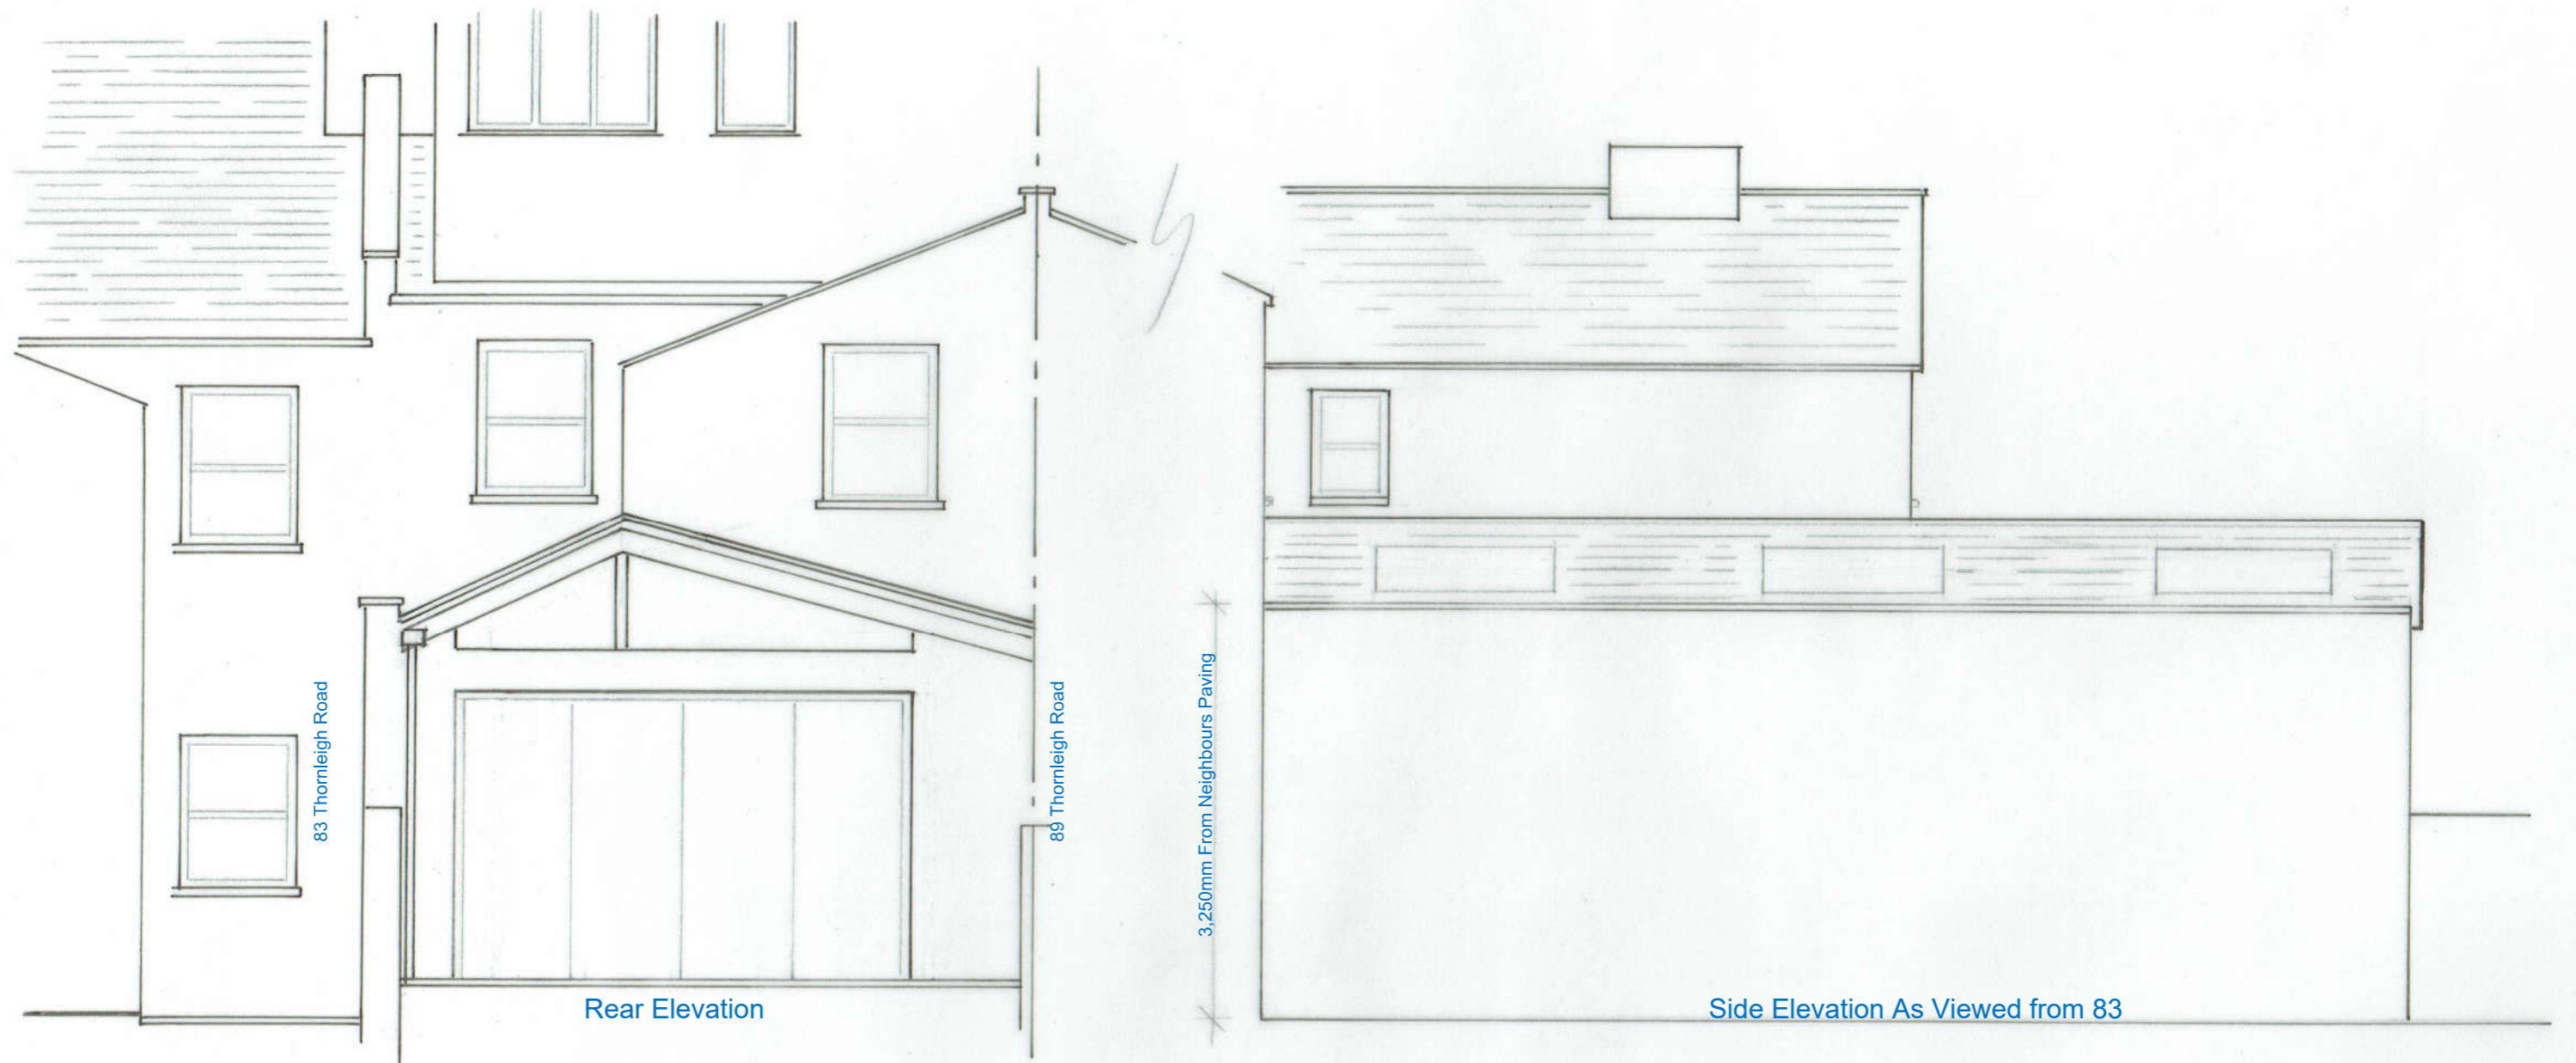 83 Thornleigh Road
89 Thornleigh Road
3,250mm From Neighbours Paving
Rear Elevation
Side Elevation As Viewed from 83